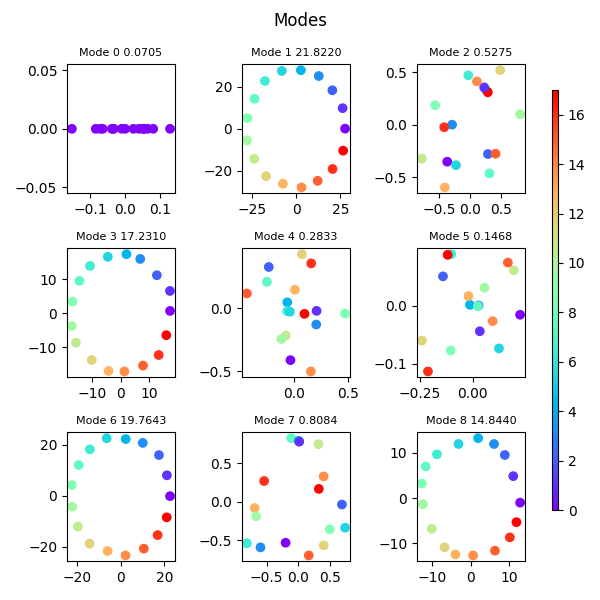 Modes
Mode 0 0.0705
Mode 1 21.8220
Mode 2 0.5275
0.05
0.00
−0.05
−0.1 0.0 0.1
20
0
−20
−25 0 25
0.5
0.0
−0.5
−0.5 0.0 0.5
Mode 3 17.2310
Mode 4 0.2833
Mode 5 0.1468
10
0
−10
−10 0 10
0.0
−0.5
0.0 0.5
0.0
−0.1
−0.25 0.00
Mode 6 19.7643
Mode 7 0.8084
Mode 8 14.8440
20
0
−20
−20 0 20
0.5
0.0
−0.5
−0.5 0.0 0.5
10
0
−10
−10 0 10
16
14
12
10
8
6
4
2
0